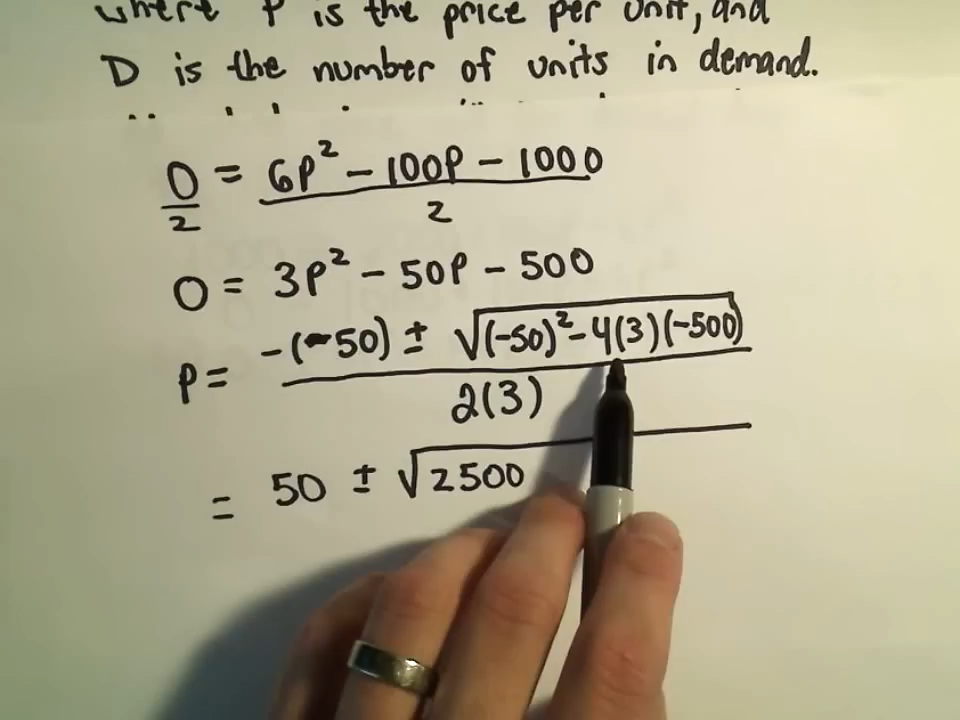 where P is the price per unit, and
D is the number of units in demand.
0/2 = (6P² - 100P - 1000)/2
0 = 3P² - 50P - 500
P = (-(-50) ± √((-50)² - 4(3)(-500)))/2(3)
= 50 ± √2500